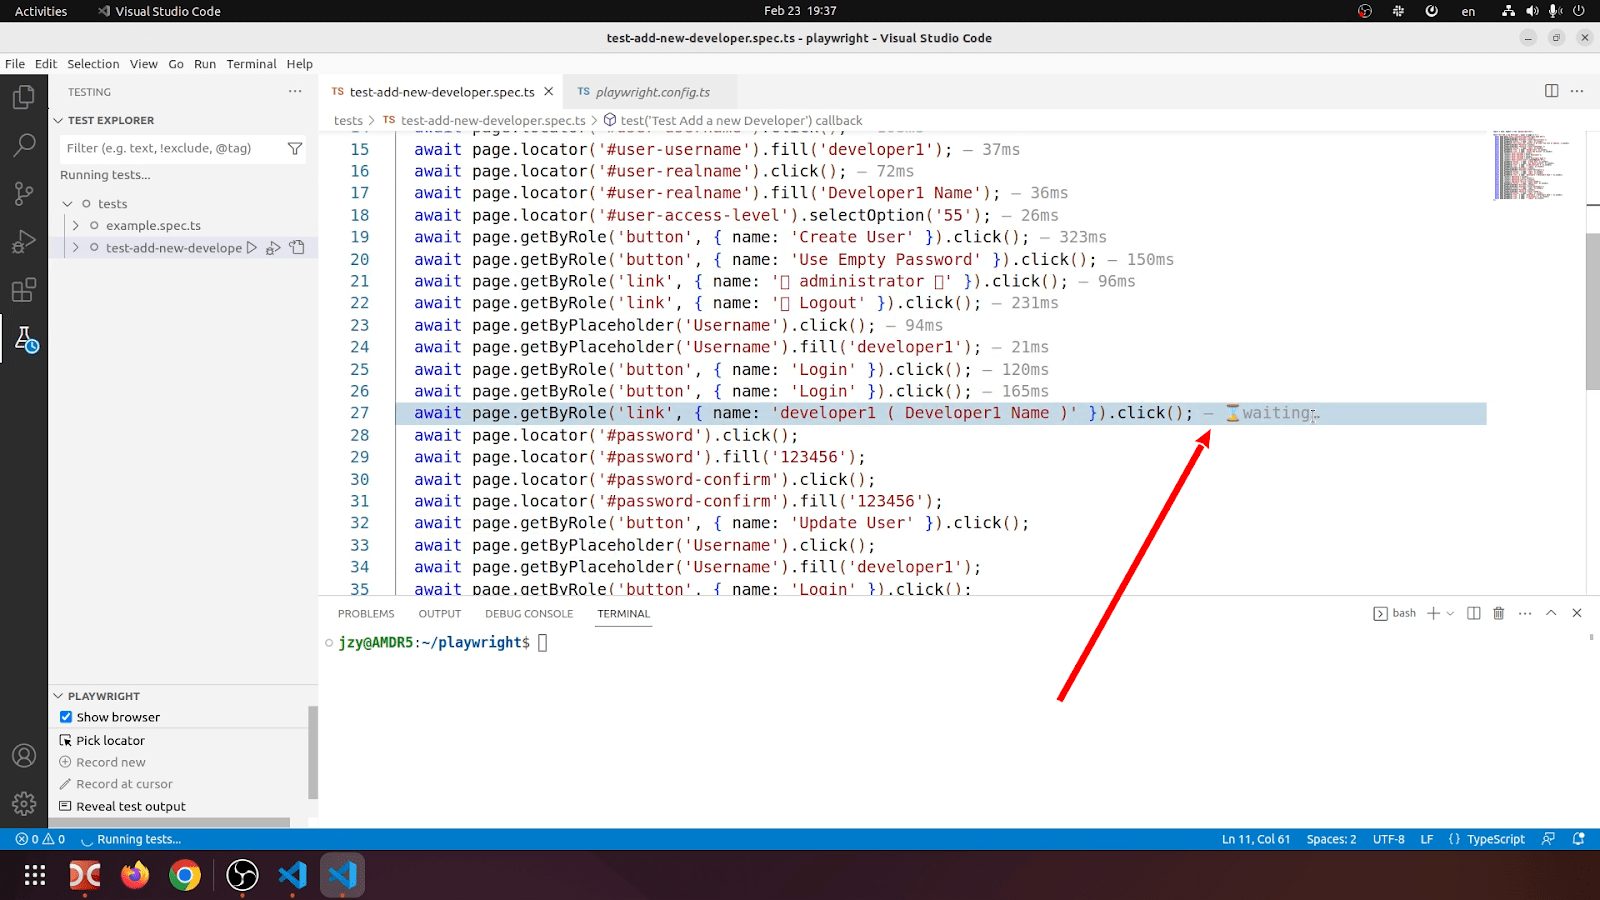 Activities Visual Studio Code Feb 23 19:37 en
test-add-new-developer.spec.ts - playwright - Visual Studio Code
File Edit Selection View Go Run Terminal Help
TESTING
TEST EXPLORER
Filter (e.g. text, !exclude, @tag)
Running tests...
tests
example.spec.ts
test-add-new-develope
TS test-add-new-developer.spec.ts TS playwright.config.ts
tests > TS test-add-new-developer.spec.ts > test('Test Add a new Developer') callback
15 await page.locator('#user-username').fill('developer1'); — 37ms
16 await page.locator('#user-realname').click(); — 72ms
17 await page.locator('#user-realname').fill('Developer1 Name'); — 36ms
18 await page.locator('#user-access-level').selectOption('55'); — 26ms
19 await page.getByRole('button', { name: 'Create User' }).click(); — 323ms
20 await page.getByRole('button', { name: 'Use Empty Password' }).click(); — 150ms
21 await page.getByRole('link', { name: '▯ administrator ▯' }).click(); — 96ms
22 await page.getByRole('link', { name: '▯ Logout' }).click(); — 231ms
23 await page.getByPlaceholder('Username').click(); — 94ms
24 await page.getByPlaceholder('Username').fill('developer1'); — 21ms
25 await page.getByRole('button', { name: 'Login' }).click(); — 120ms
26 await page.getByRole('button', { name: 'Login' }).click(); — 165ms
27 await page.getByRole('link', { name: 'developer1 ( Developer1 Name )' }).click(); — ⌛waiting…
28 await page.locator('#password').click();
29 await page.locator('#password').fill('123456');
30 await page.locator('#password-confirm').click();
31 await page.locator('#password-confirm').fill('123456');
32 await page.getByRole('button', { name: 'Update User' }).click();
33 await page.getByPlaceholder('Username').click();
34 await page.getByPlaceholder('Username').fill('developer1');
35 await page.getByRole('button', { name: 'Login' }).click();
PROBLEMS OUTPUT DEBUG CONSOLE TERMINAL bash
jzy@AMDR5:~/playwright$
PLAYWRIGHT
Show browser
Pick locator
Record new
Record at cursor
Reveal test output
0 0 Running tests... Ln 11, Col 61 Spaces: 2 UTF-8 LF {} TypeScript